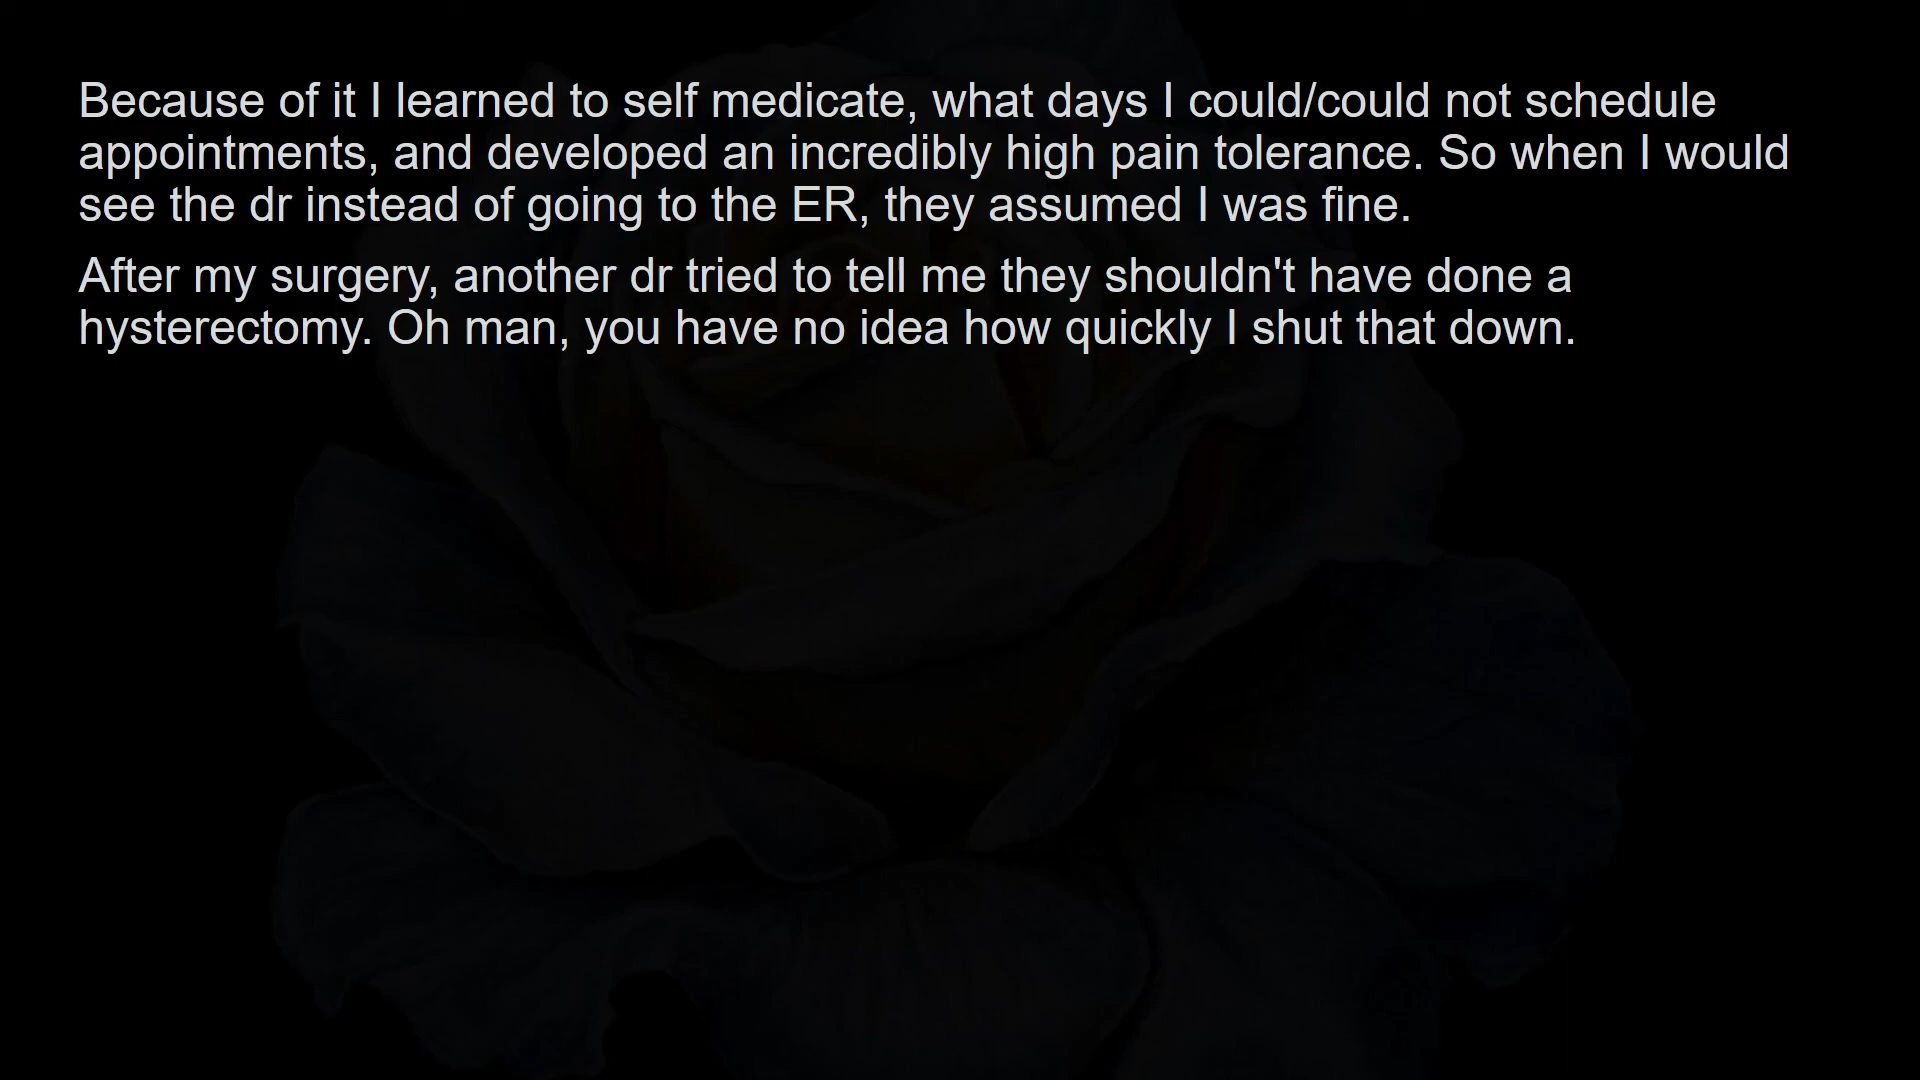 Because of it I learned to self medicate, what days I could/could not schedule
appointments, and developed an incredibly high pain tolerance. So when I would
see the dr instead of going to the ER, they assumed I was fine.
After my surgery, another dr tried to tell me they shouldn't have done a
hysterectomy. Oh man, you have no idea how quickly I shut that down.